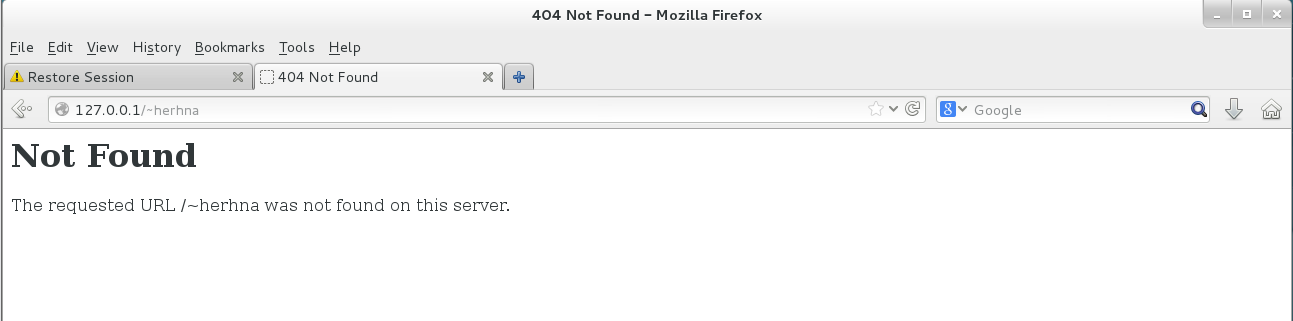 404 Not Found - Mozilla Firefox
File Edit View History Bookmarks Tools Help
Restore Session 404 Not Found
127.0.0.1/~herhna 8 Google
Not Found
The requested URL /~herhna was not found on this server.